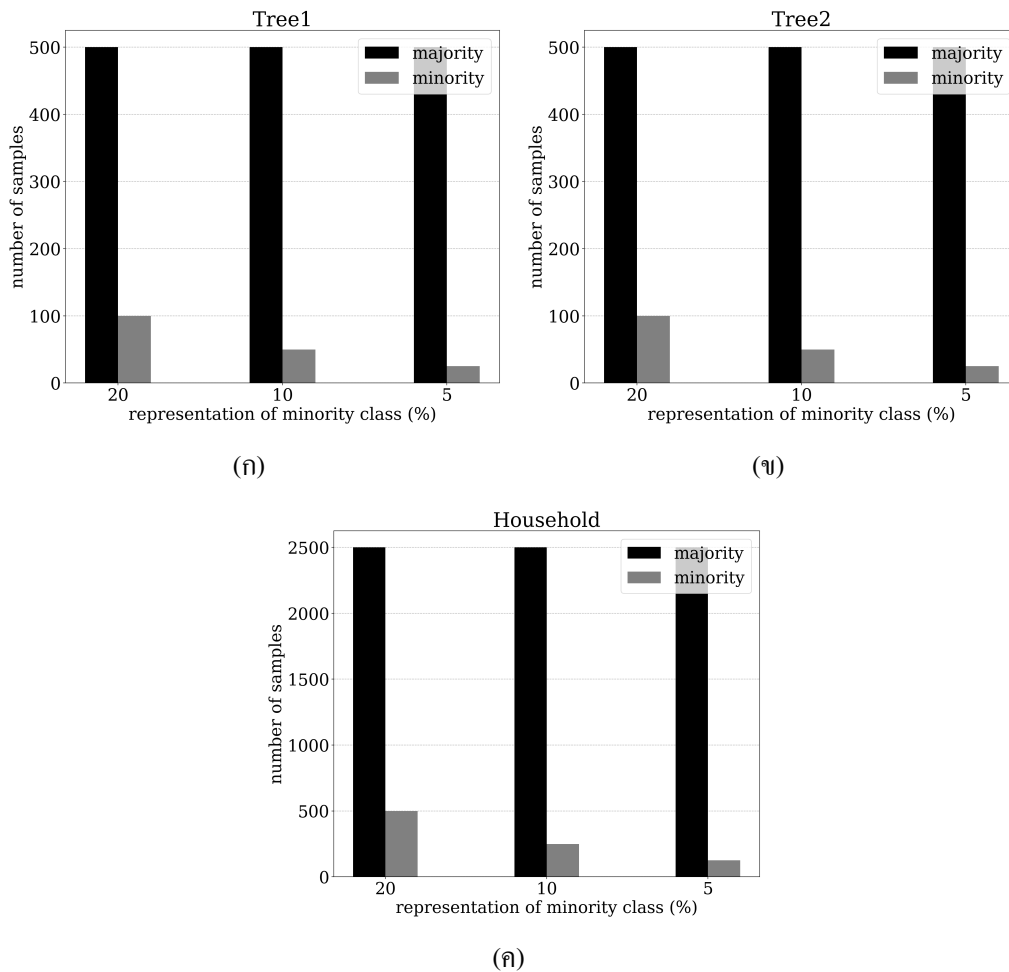 Tree1
500
400
300
200
100
0
number of samples
majority
minority
20 10 5
representation of minority class (%)
(ก)
Tree2
500
400
300
200
100
0
number of samples
majority
minority
20 10 5
representation of minority class (%)
(ข)
Household
2500
2000
1500
1000
500
0
number of samples
majority
minority
20 10 5
representation of minority class (%)
(ค)